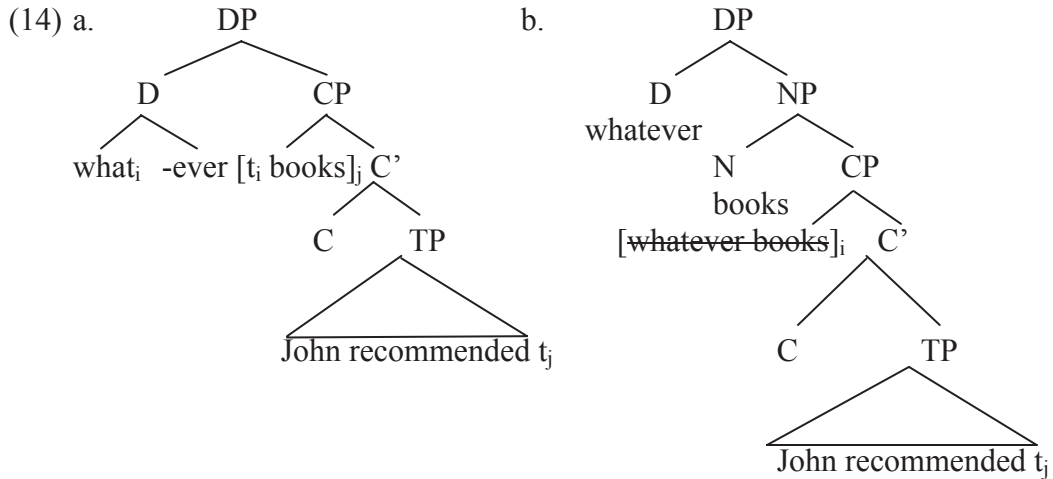 (14) a. DP b. DP
D CP D NP
whatever
whatᵢ -ever [tᵢ books]ⱼ C’ N CP
books
C TP [whatever books]ᵢ C’
John recommended tⱼ C TP
John recommended tⱼ